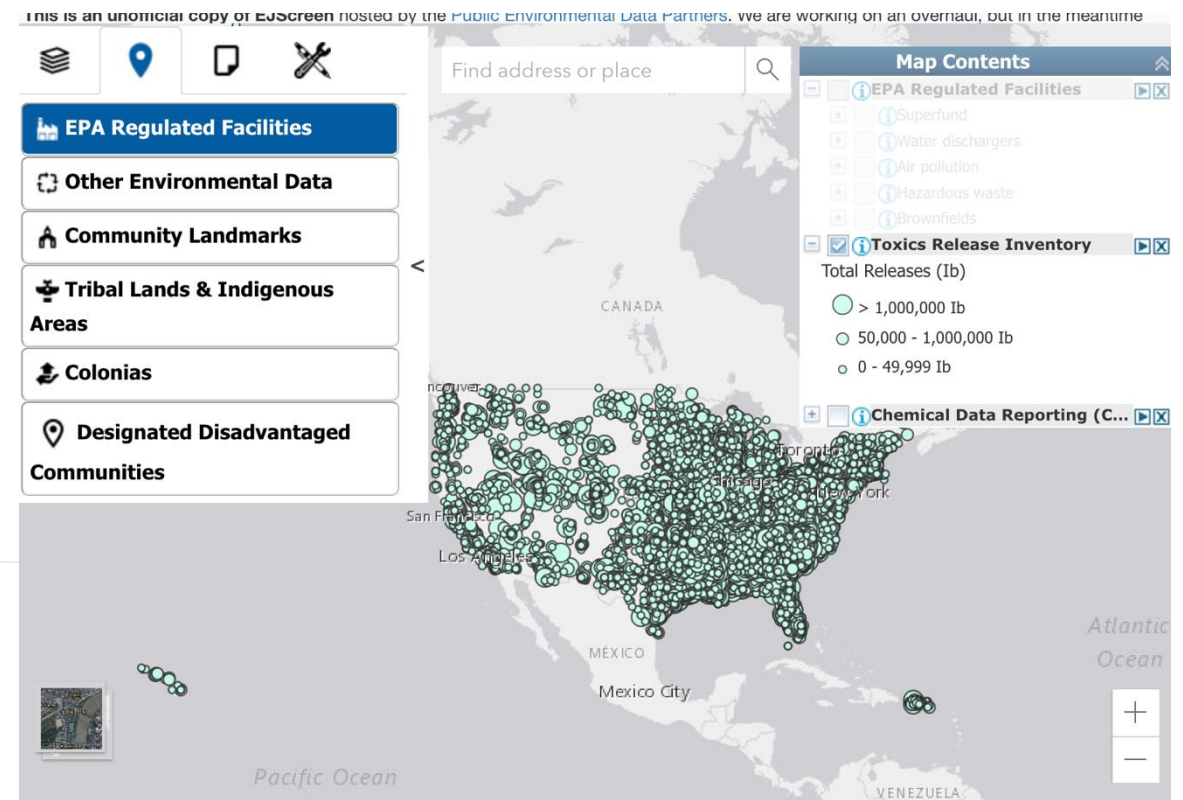 This is an unofficial copy of EJScreen hosted by the Public Environmental Data Partners. We are working on an overhaul, but in the meantime
EPA Regulated Facilities
Other Environmental Data
Community Landmarks
Tribal Lands & Indigenous
Areas
Colonias
Designated Disadvantaged
Communities
<
Find address or place
Map Contents
EPA Regulated Facilities
Superfund
Water dischargers
Air pollution
Hazardous waste
Brownfields
Toxics Release Inventory
Total Releases (lb)
> 1,000,000 lb
50,000 - 1,000,000 lb
0 - 49,999 lb
Chemical Data Reporting (C...
CANADA
ncouver
Toronto
Chicago
New York
San Francisco
Los Angeles
MÉXICO
Mexico City
Atlantic
Ocean
Pacific Ocean
VENEZUELA